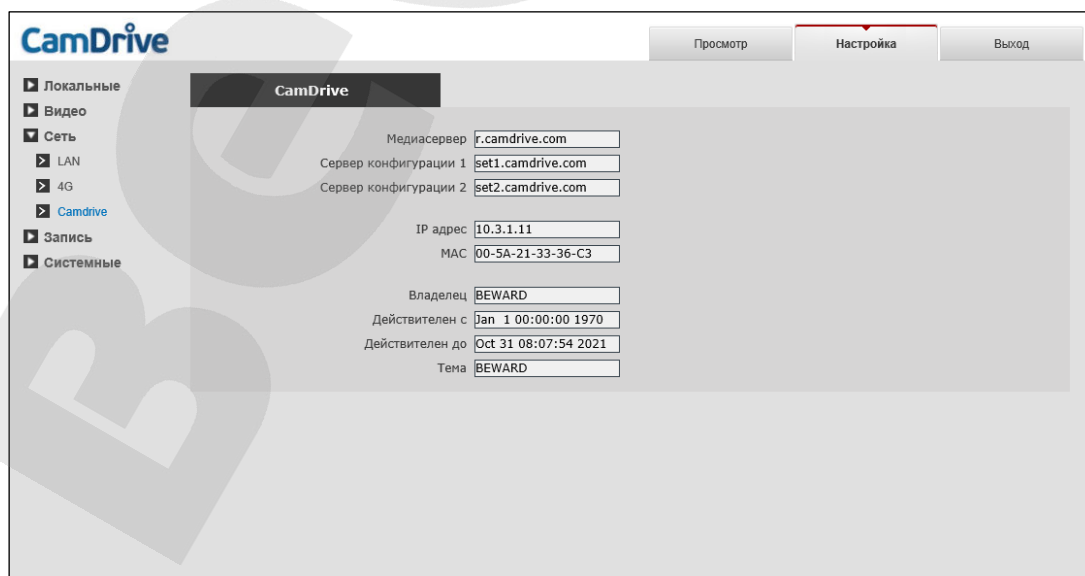 CamDrive
Просмотр
Настройка
Выход
Локальные
Видео
Сеть
LAN
4G
Camdrive
Запись
Системные
CamDrive
Медиасервер r.camdrive.com
Сервер конфигурации 1 set1.camdrive.com
Сервер конфигурации 2 set2.camdrive.com
IP адрес 10.3.1.11
MAC 00-5A-21-33-36-C3
Владелец BEWARD
Действителен с Jan 1 00:00:00 1970
Действителен до Oct 31 08:07:54 2021
Тема BEWARD